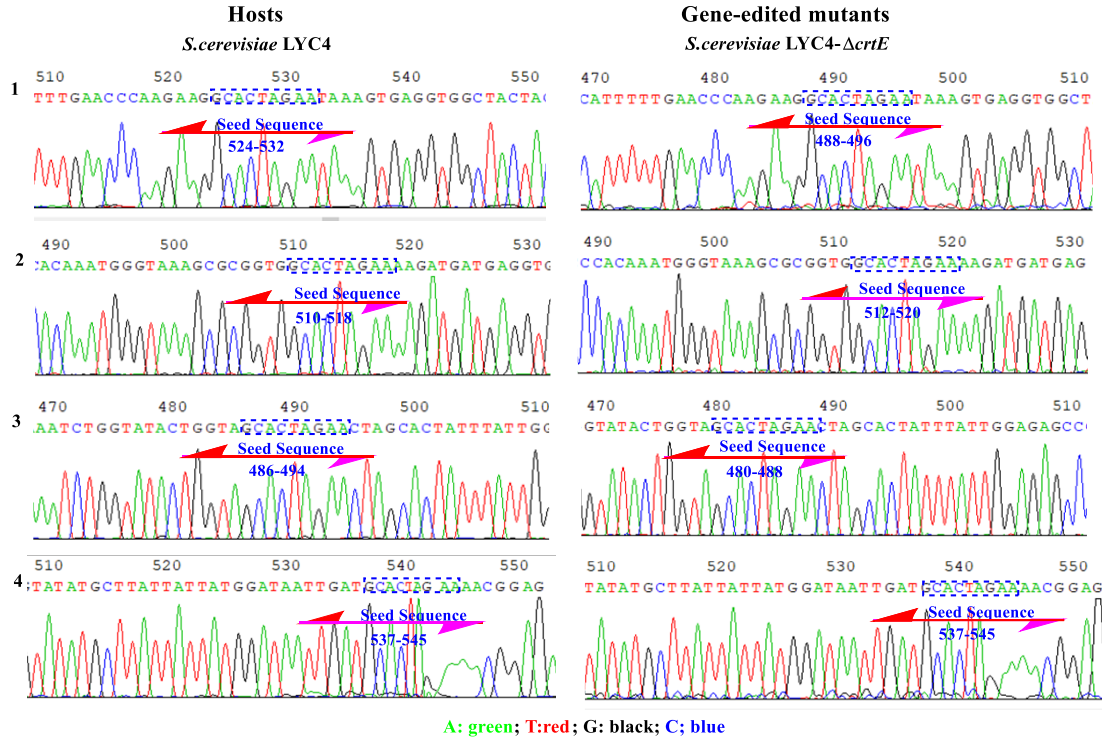 Hosts Gene-edited mutants
S.cerevisiae LYC4 S.cerevisiae LYC4-ΔcrtE
1
510 520 530 540 550
TTTGAACCCAAGAAGGCACTAGAATAAAGTGAGGTGGCTACTAC
Seed Sequence
524-532
470 480 490 500 510
CATTTTTGAACCCAAGAAGGCACTAGAATAAAGTGAGGTGGCT
Seed Sequence
488-496
2
490 500 510 520 530
CACAAATGGGTAAAGCGCGGTGGCACTAGAAAAGATGATGAGGTG
Seed Sequence
510-518
490 500 510 520 530
CCACAAATGGGTAAAGCGCGGTGGCACTAGAAAAGATGATGAG
Seed Sequence
512-520
3
470 480 490 500 510
AATCTGGTATACTGGTAGCACTAGAACTAGCACTATTTATTGG
Seed Sequence
486-494
470 480 490 500 510
GTATACTGGTAGCACTAGAACTAGCACTATTTATTGGAGAGCCC
Seed Sequence
480-488
4
510 520 530 540 550
GTATATGCTTATTATTATGGATAATTGATGCACTAGAAAACGGAG
Seed Sequence
537-545
510 520 530 540 550
TATATGCTTATTATTATGGATAATTGATGCACTAGAAAACGGAG
Seed Sequence
537-545
A: green; T:red; G: black; C; blue